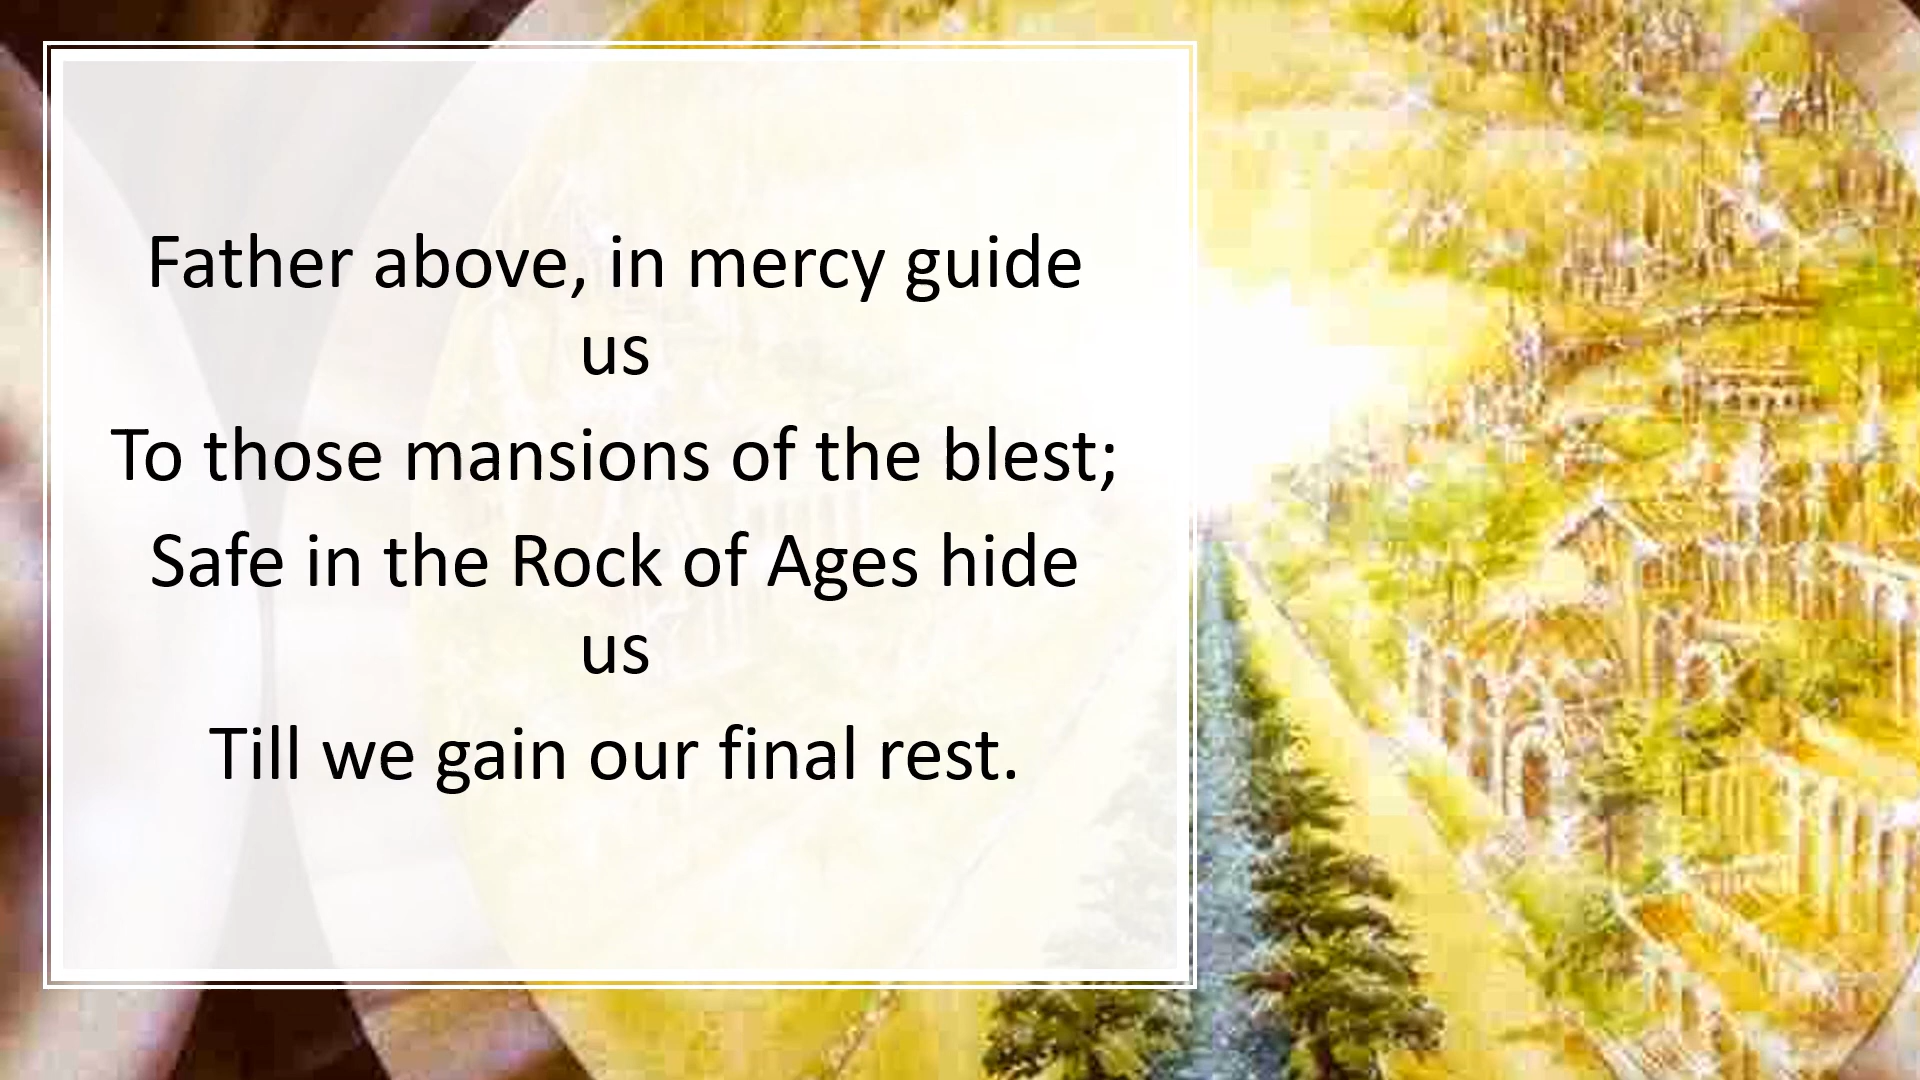 Father above, in mercy guide
us
To those mansions of the blest;
Safe in the Rock of Ages hide
us
Till we gain our final rest.